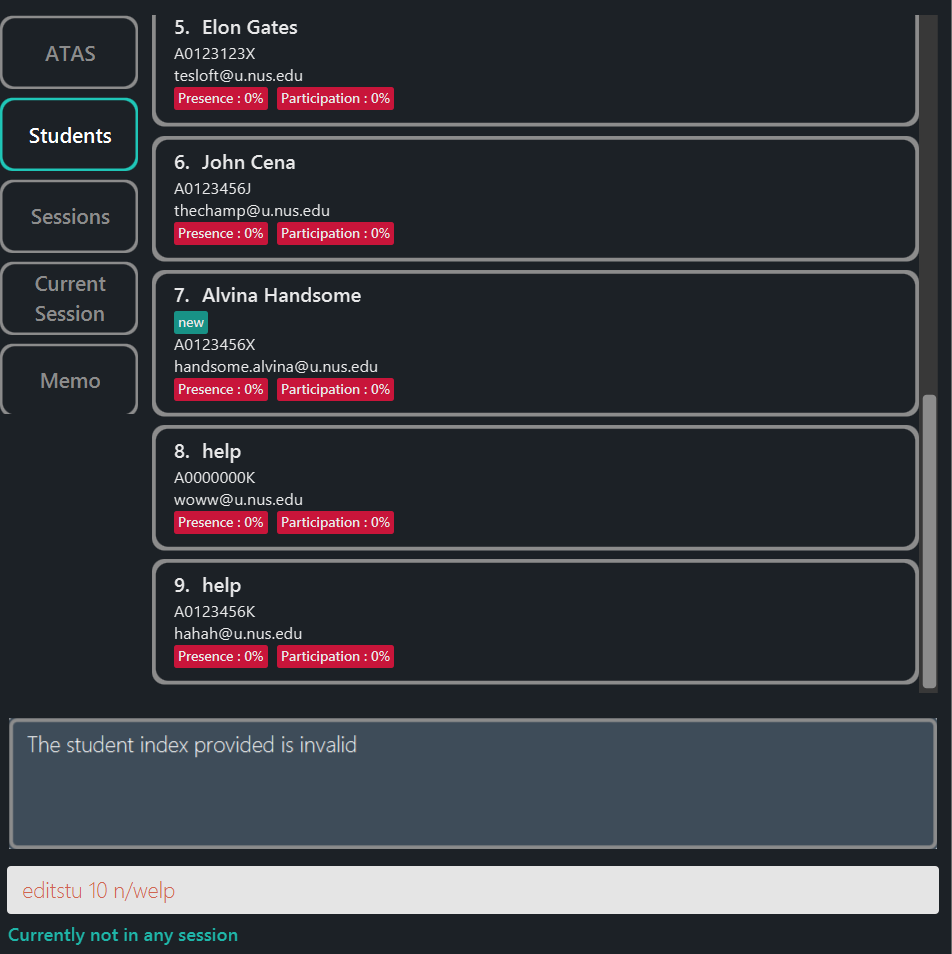 ATAS
Students
Sessions
Current
Session
Memo
5. Elon Gates
A0123123X
tesloft@u.nus.edu
Presence : 0% Participation : 0%
6. John Cena
A0123456J
thechamp@u.nus.edu
Presence : 0% Participation : 0%
7. Alvina Handsome
new
A0123456X
handsome.alvina@u.nus.edu
Presence : 0% Participation : 0%
8. help
A0000000K
woww@u.nus.edu
Presence : 0% Participation : 0%
9. help
A0123456K
hahah@u.nus.edu
Presence : 0% Participation : 0%
The student index provided is invalid
editstu 10 n/welp
Currently not in any session